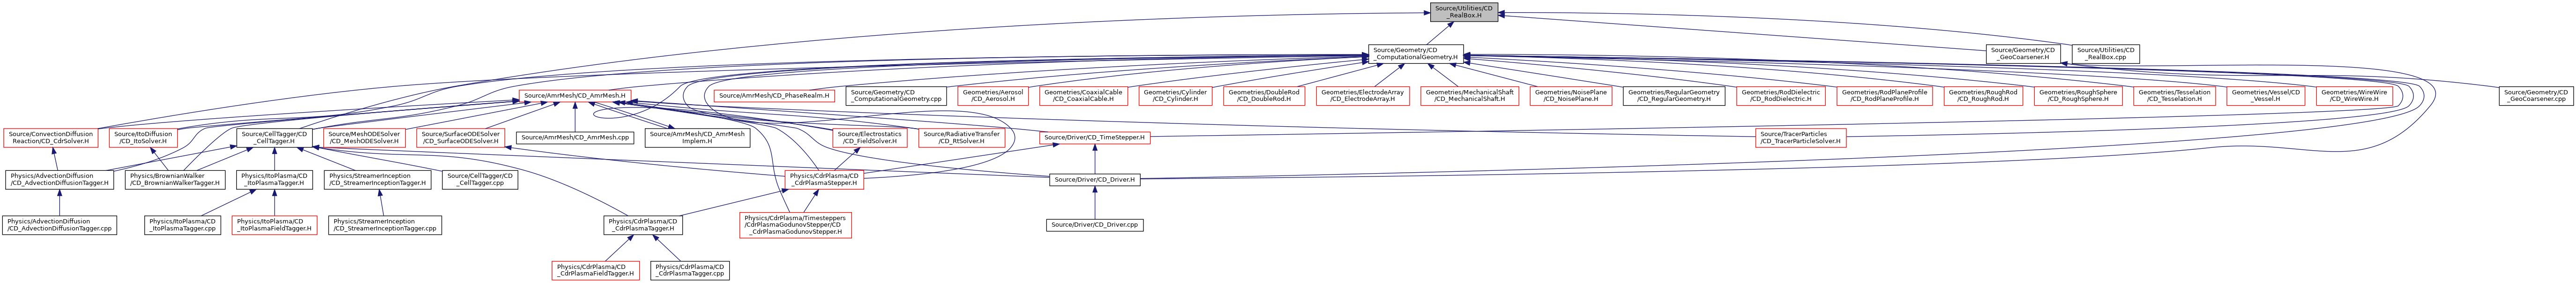 Source/Utilities/CD
_RealBox.H
Source/Geometry/CD
_ComputationalGeometry.H
Source/Geometry/CD
_GeoCoarsener.H
Source/Utilities/CD
_RealBox.cpp
Source/AmrMesh/CD_AmrMesh.H
Source/AmrMesh/CD_PhaseRealm.H
Source/Geometry/CD
_ComputationalGeometry.cpp
Geometries/Aerosol
/CD_Aerosol.H
Geometries/CoaxialCable
/CD_CoaxialCable.H
Geometries/Cylinder
/CD_Cylinder.H
Geometries/DoubleRod
/CD_DoubleRod.H
Geometries/ElectrodeArray
/CD_ElectrodeArray.H
Geometries/MechanicalShaft
/CD_MechanicalShaft.H
Geometries/NoisePlane
/CD_NoisePlane.H
Geometries/RegularGeometry
/CD_RegularGeometry.H
Geometries/RodDielectric
/CD_RodDielectric.H
Geometries/RodPlaneProfile
/CD_RodPlaneProfile.H
Geometries/RoughRod
/CD_RoughRod.H
Geometries/RoughSphere
/CD_RoughSphere.H
Geometries/Tesselation
/CD_Tesselation.H
Geometries/Vessel/CD
_Vessel.H
Geometries/WireWire
/CD_WireWire.H
Source/Geometry/CD
_GeoCoarsener.cpp
Source/ConvectionDiffusion
Reaction/CD_CdrSolver.H
Source/ItoDiffusion
/CD_ItoSolver.H
Source/CellTagger/CD
_CellTagger.H
Source/MeshODESolver
/CD_MeshODESolver.H
Source/SurfaceODESolver
/CD_SurfaceODESolver.H
Source/AmrMesh/CD_AmrMesh.cpp
Source/AmrMesh/CD_AmrMesh
Implem.H
Source/Electrostatics
/CD_FieldSolver.H
Source/RadiativeTransfer
/CD_RtSolver.H
Source/Driver/CD_TimeStepper.H
Source/TracerParticles
/CD_TracerParticleSolver.H
Physics/AdvectionDiffusion
/CD_AdvectionDiffusionTagger.H
Physics/BrownianWalker
/CD_BrownianWalkerTagger.H
Physics/ItoPlasma/CD
_ItoPlasmaTagger.H
Physics/StreamerInception
/CD_StreamerInceptionTagger.H
Source/CellTagger/CD
_CellTagger.cpp
Physics/CdrPlasma/CD
_CdrPlasmaStepper.H
Source/Driver/CD_Driver.H
Physics/AdvectionDiffusion
/CD_AdvectionDiffusionTagger.cpp
Physics/ItoPlasma/CD
_ItoPlasmaTagger.cpp
Physics/ItoPlasma/CD
_ItoPlasmaFieldTagger.H
Physics/StreamerInception
/CD_StreamerInceptionTagger.cpp
Physics/CdrPlasma/CD
_CdrPlasmaTagger.H
Physics/CdrPlasma/Timesteppers
/CdrPlasmaGodunovStepper/CD
_CdrPlasmaGodunovStepper.H
Source/Driver/CD_Driver.cpp
Physics/CdrPlasma/CD
_CdrPlasmaFieldTagger.H
Physics/CdrPlasma/CD
_CdrPlasmaTagger.cpp